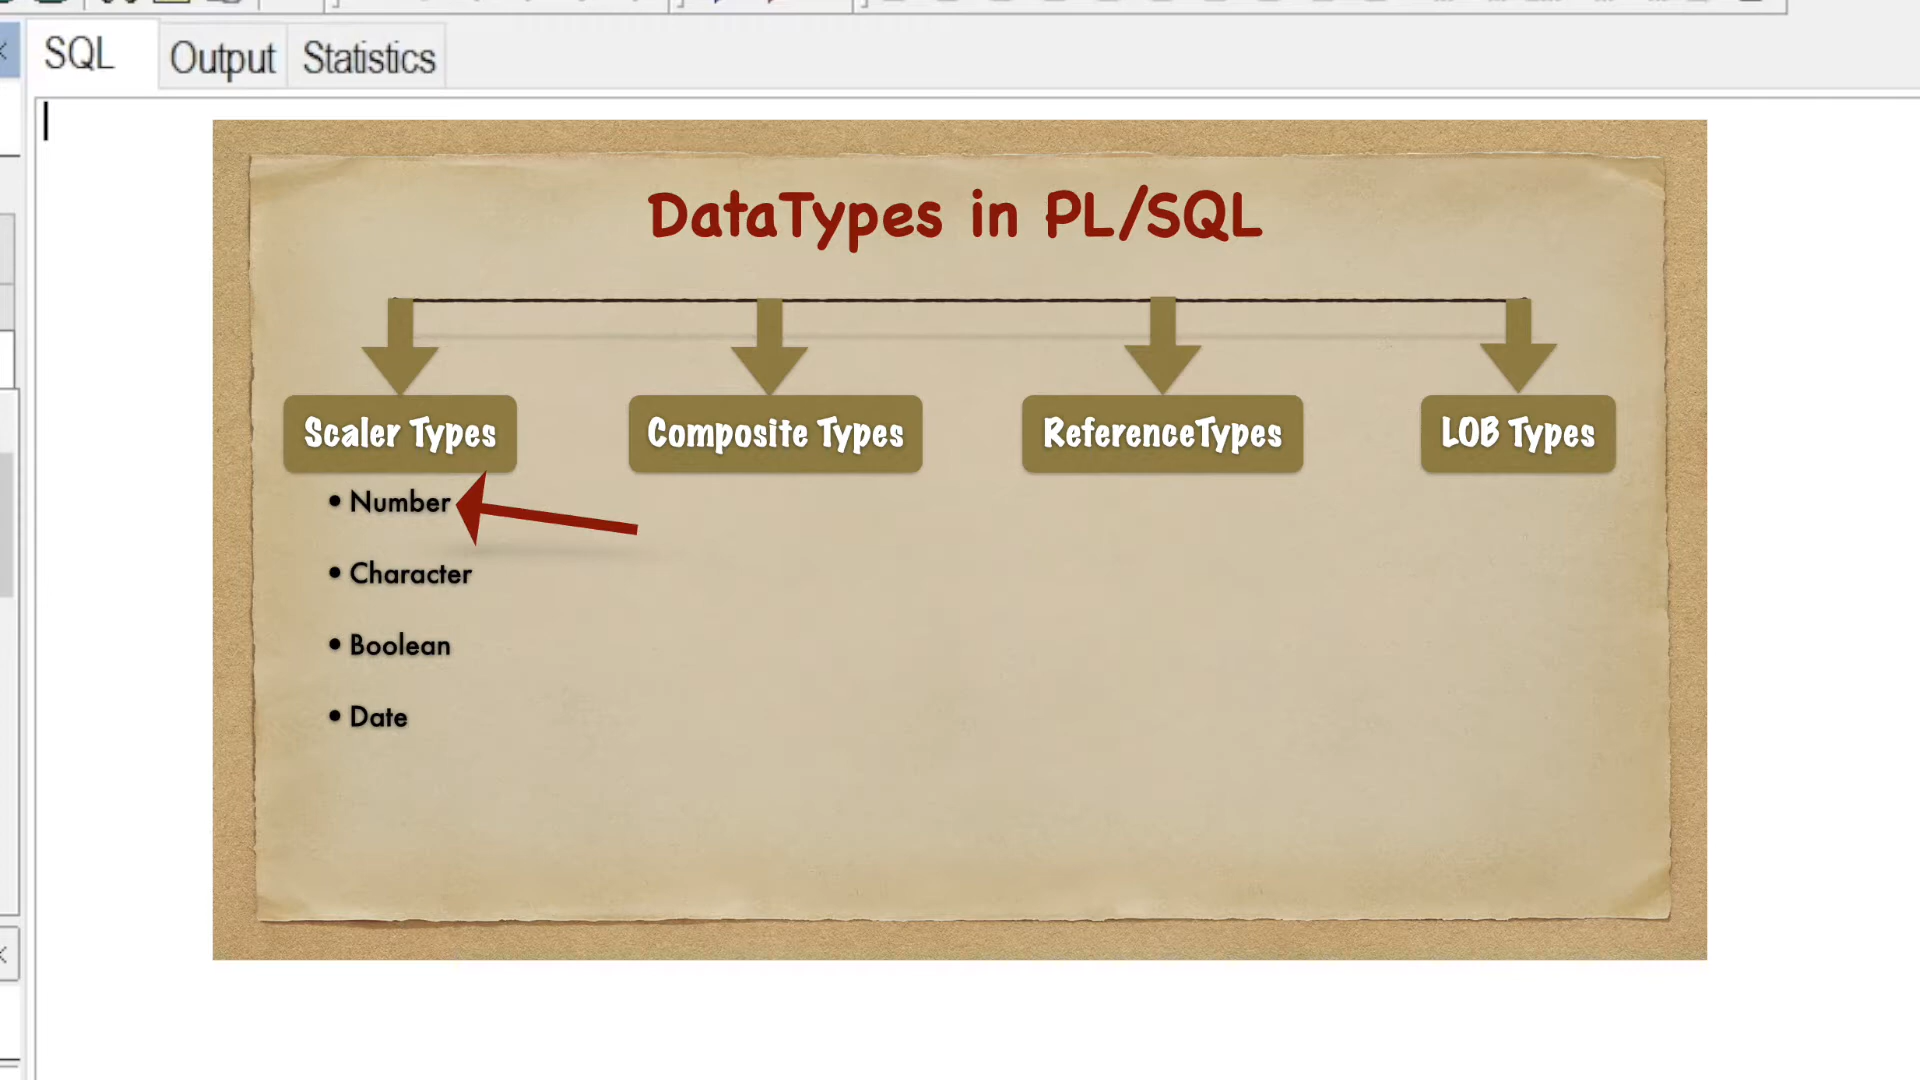 SQL Output Statistics
DataTypes in PL/SQL
Scaler Types Composite Types ReferenceTypes LOB Types
• Number
• Character
• Boolean
• Date